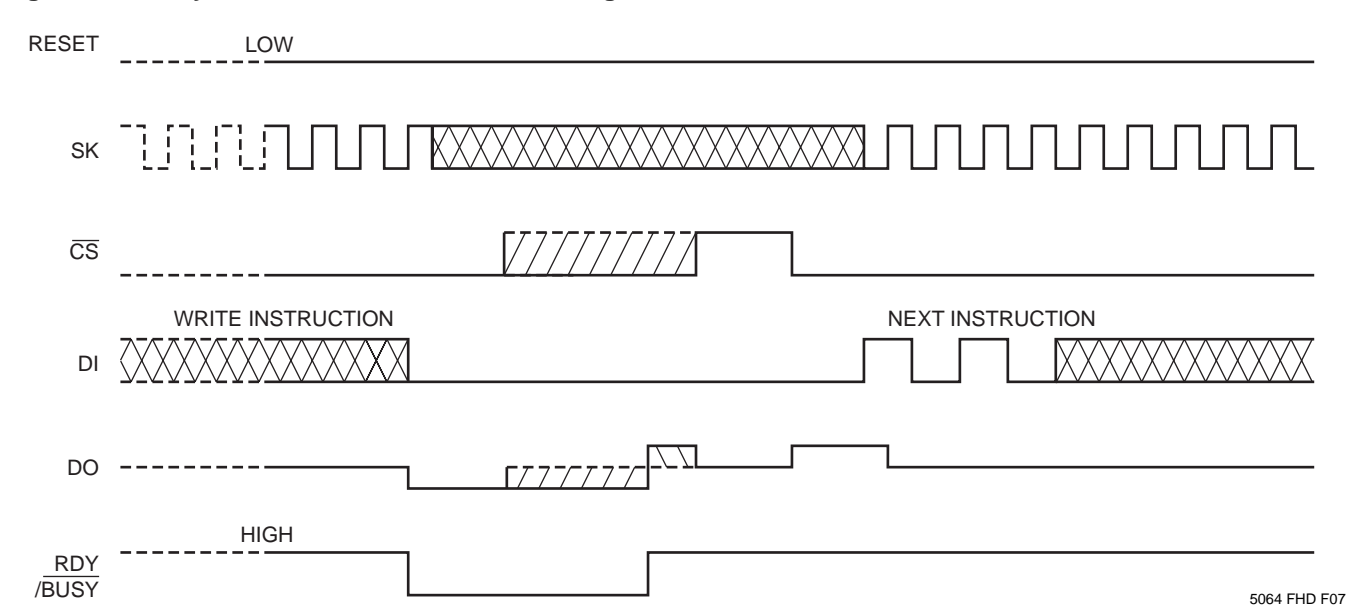 RESET
LOW
SK
CS
WRITE INSTRUCTION
NEXT INSTRUCTION
DI
DO
HIGH
RDY
/BUSY
5064 FHD F07